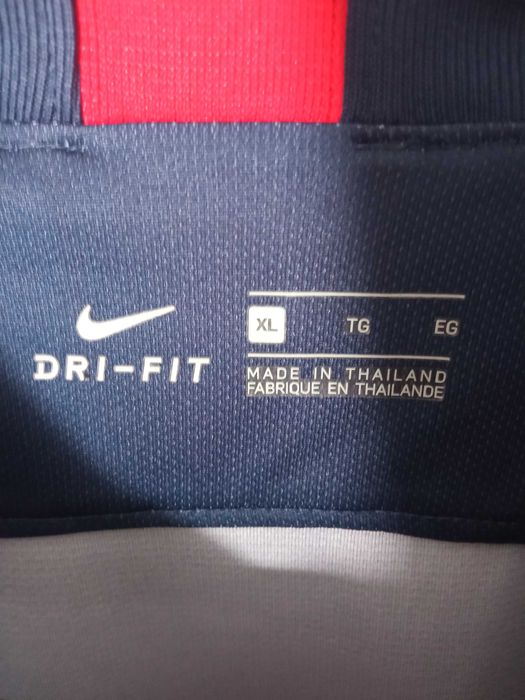 DRI-FIT
XL TG EG
MADE IN THAILAND
FABRIQUE EN THAILANDE